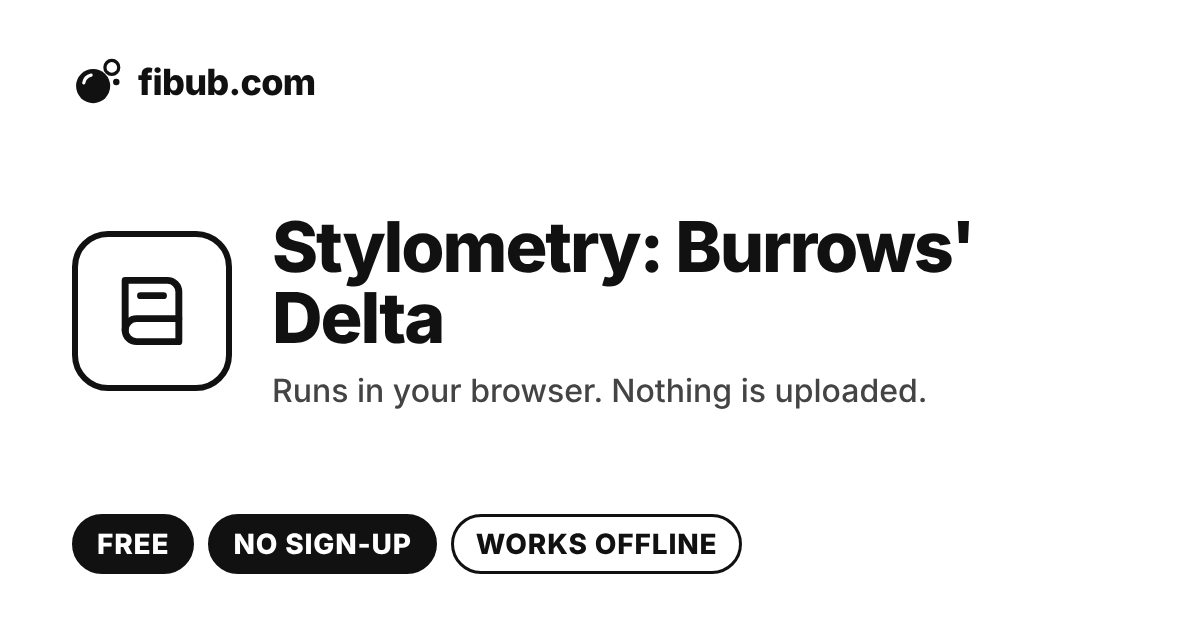 fibub.com
Stylometry: Burrows'
Delta
Runs in your browser. Nothing is uploaded.
FREE
NO SIGN-UP
WORKS OFFLINE